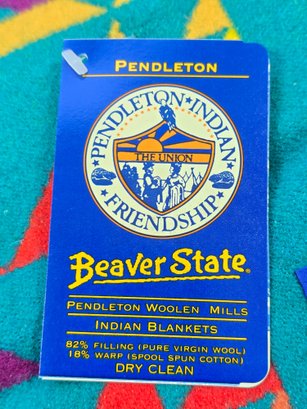 PENDLETON
PENDLETON INDIAN
THE UNION
FRIENDSHIP
Beaver State®
PENDLETON WOOLEN MILLS
INDIAN BLANKETS
82% FILLING (PURE VIRGIN WOOL)
18% WARP (SPOOL SPUN COTTON)
DRY CLEAN